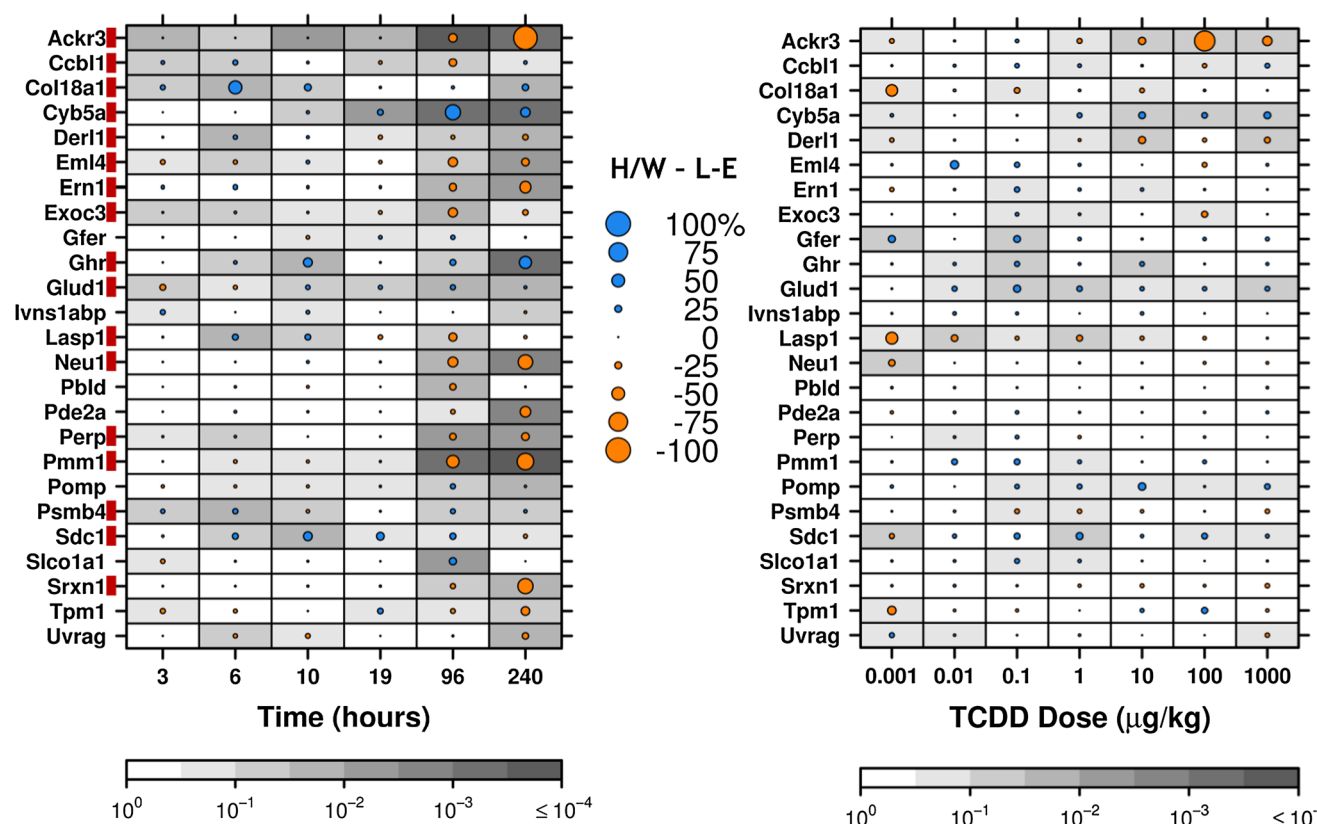 Ackr3
Ccbl1
Col18a1
Cyb5a
Derl1
Eml4
Ern1
Exoc3
Gfer
Ghr
Glud1
Ivns1abp
Lasp1
Neu1
Pbld
Pde2a
Perp
Pmm1
Pomp
Psmb4
Sdc1
Slco1a1
Srxn1
Tpm1
Uvrag
3 6 10 19 96 240
Time (hours)
10⁰ 10⁻¹ 10⁻² 10⁻³ ≤ 10⁻⁴
H/W - L-E
100%
75
50
25
0
-25
-50
-75
-100
Ackr3
Ccbl1
Col18a1
Cyb5a
Derl1
Eml4
Ern1
Exoc3
Gfer
Ghr
Glud1
Ivns1abp
Lasp1
Neu1
Pbld
Pde2a
Perp
Pmm1
Pomp
Psmb4
Sdc1
Slco1a1
Srxn1
Tpm1
Uvrag
0.001 0.01 0.1 1 10 100 1000
TCDD Dose (µg/kg)
10⁰ 10⁻¹ 10⁻² 10⁻³